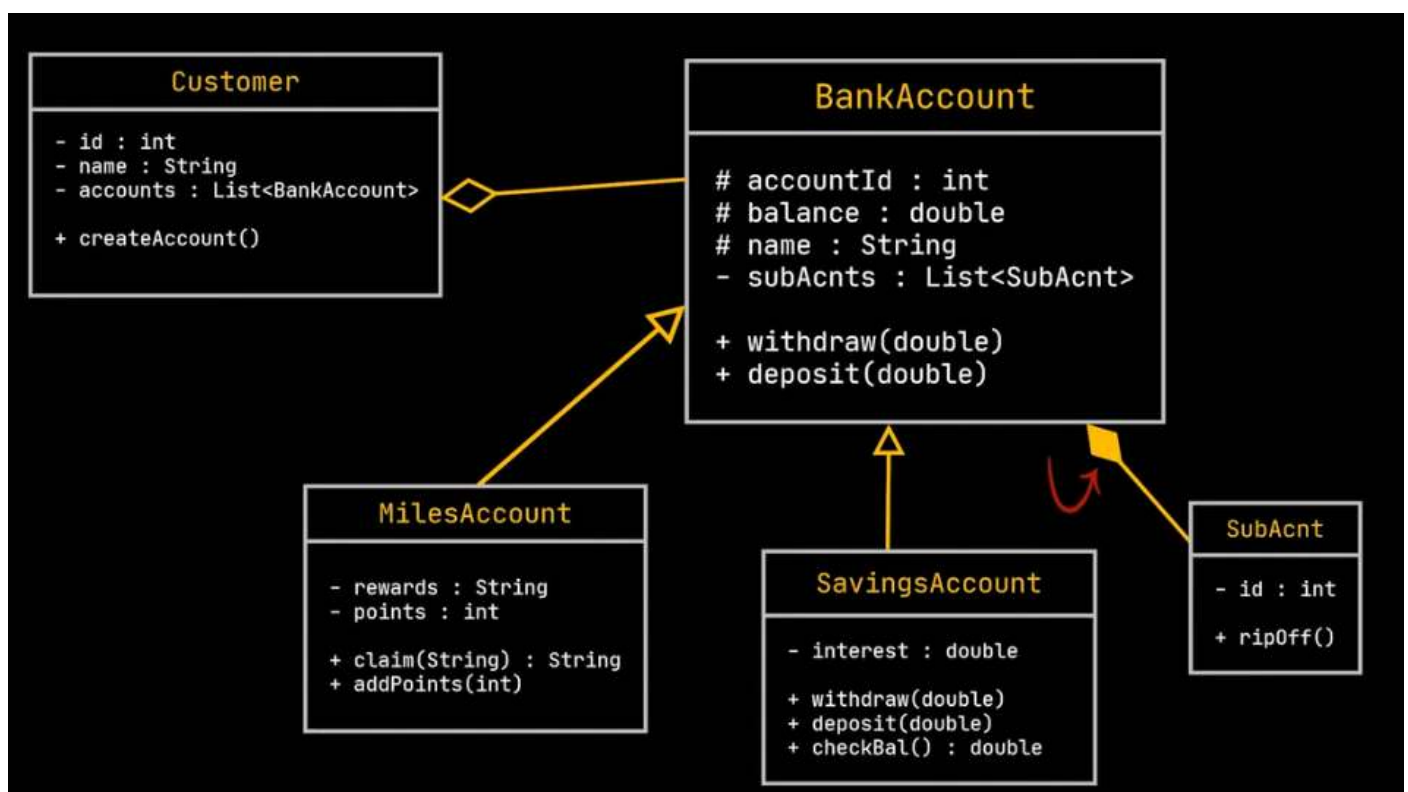 Customer
- id : int
- name : String
- accounts : List<BankAccount>
+ createAccount()
BankAccount
# accountId : int
# balance : double
# name : String
- subAcnts : List<SubAcnt>
+ withdraw(double)
+ deposit(double)
MilesAccount
- rewards : String
- points : int
+ claim(String) : String
+ addPoints(int)
SavingsAccount
- interest : double
+ withdraw(double)
+ deposit(double)
+ checkBal() : double
SubAcnt
- id : int
+ ripOff()